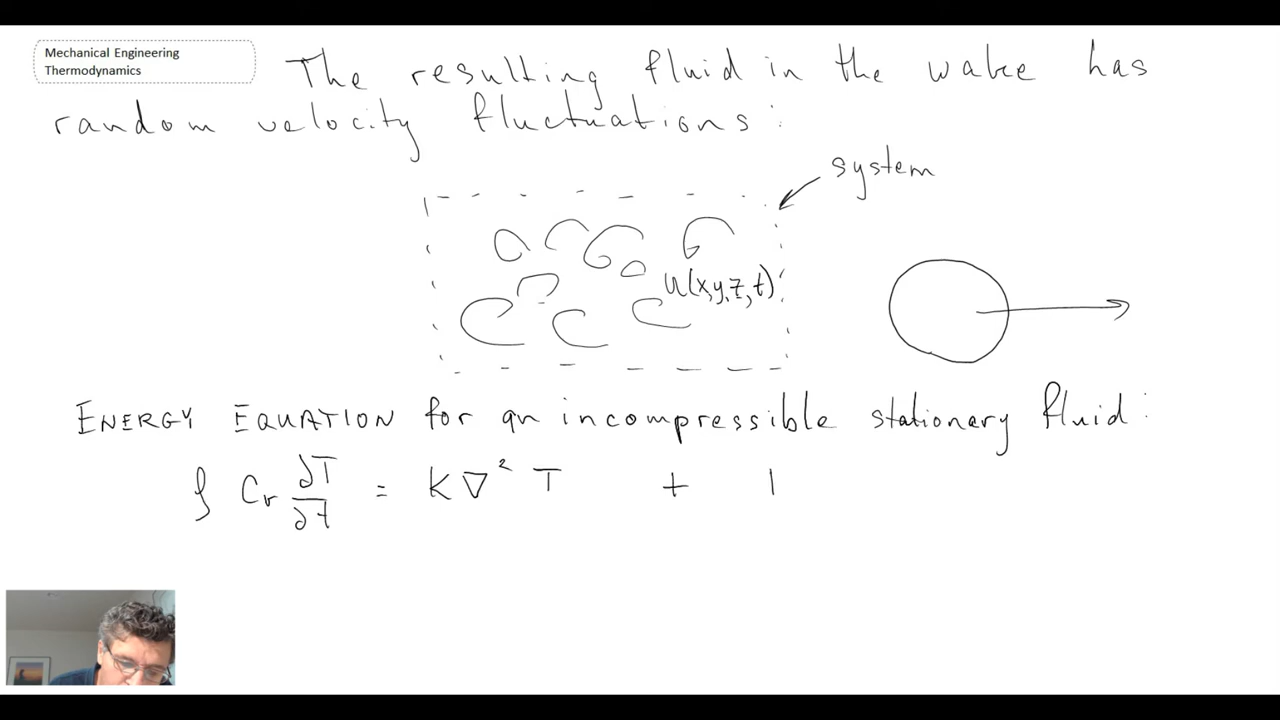 Mechanical Engineering
Thermodynamics
The resulting fluid in the wake has
random velocity fluctuations:
system
u(x,y,z,t)
ENERGY EQUATION for an incompressible stationary fluid:
ρ Cv ∂T/∂t = K∇² T + |